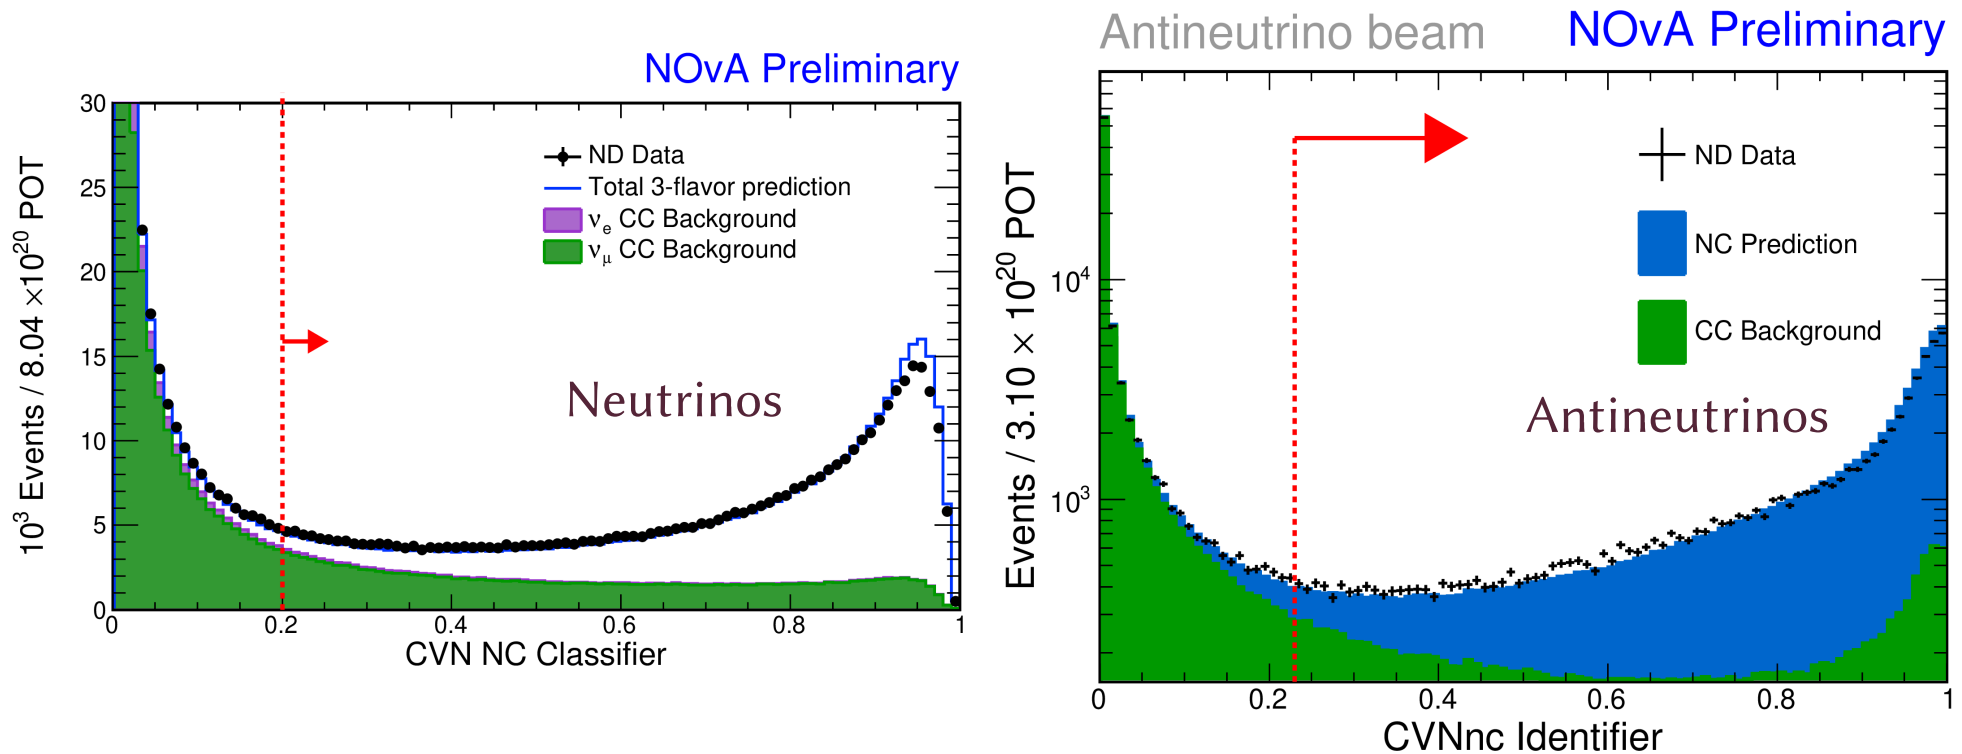 NOvA Preliminary
10³ Events / 8.04 ×10²⁰ POT
30
25
20
15
10
5
0
ND Data
Total 3-flavor prediction
νe CC Background
νμ CC Background
Neutrinos
0 0.2 0.4 0.6 0.8 1
CVN NC Classifier
Antineutrino beam NOvA Preliminary
Events / 3.10 × 10²⁰ POT
10⁴
10³
ND Data
NC Prediction
CC Background
Antineutrinos
0 0.2 0.4 0.6 0.8 1
CVNnc Identifier